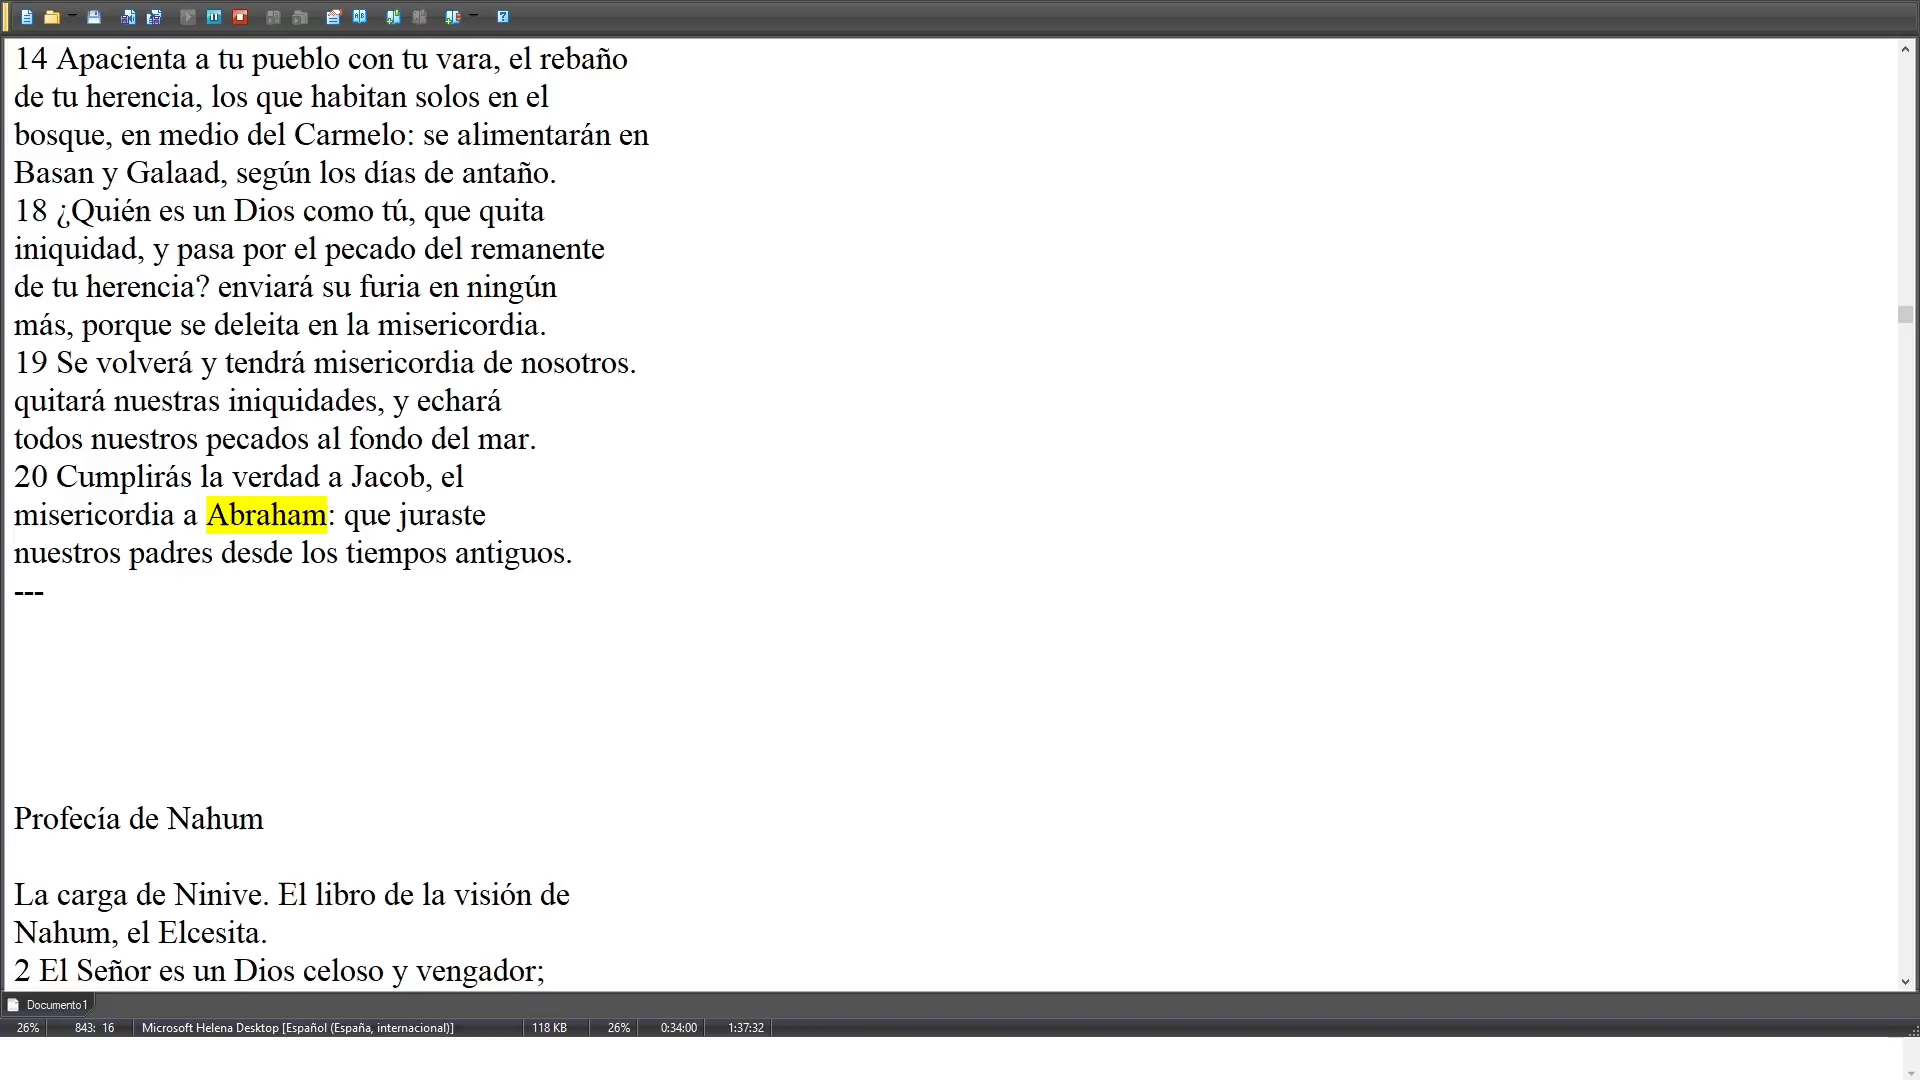 14 Apacienta a tu pueblo con tu vara, el rebaño
de tu herencia, los que habitan solos en el
bosque, en medio del Carmelo: se alimentarán en
Basan y Galaad, según los días de antaño.
18 ¿Quién es un Dios como tú, que quita
iniquidad, y pasa por el pecado del remanente
de tu herencia? enviará su furia en ningún
más, porque se deleita en la misericordia.
19 Se volverá y tendrá misericordia de nosotros.
quitará nuestras iniquidades, y echará
todos nuestros pecados al fondo del mar.
20 Cumplirás la verdad a Jacob, el
misericordia a Abraham: que juraste
nuestros padres desde los tiempos antiguos.
---
Profecía de Nahum
La carga de Ninive. El libro de la visión de
Nahum, el Elcesita.
2 El Señor es un Dios celoso y vengador;
Documento1
26% 843: 16 Microsoft Helena Desktop [Español (España, internacional)] 118 KB 26% 0:34:00 1:37:32